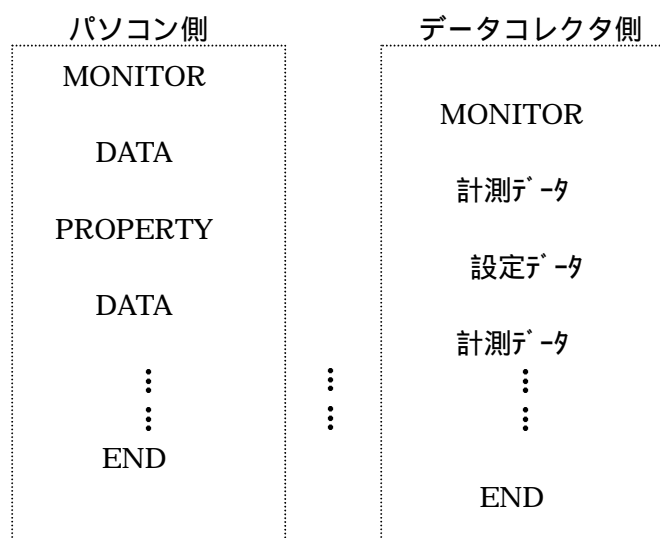 パソコン側 データコレクタ側
MONITOR
MONITOR
DATA
計測ﾃﾞｰﾀ
PROPERTY
設定ﾃﾞｰﾀ
DATA
計測ﾃﾞｰﾀ
END
END